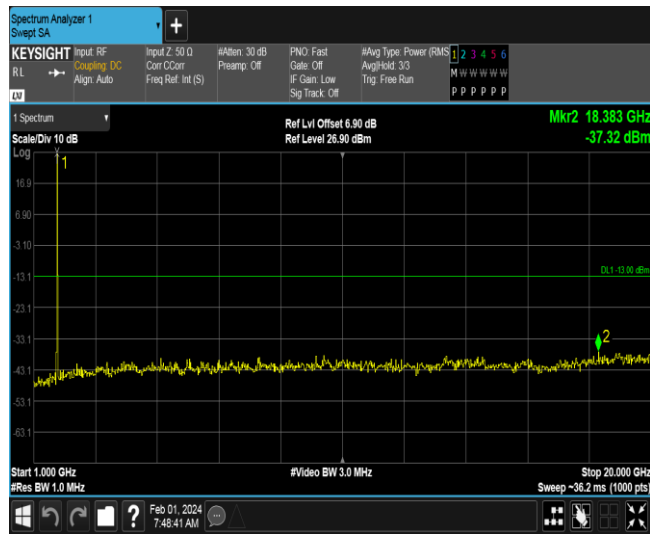 Spectrum Analyzer 1
Swept SA
+
KEYSIGHT Input: RF Input Z: 50 Ω #Atten: 30 dB PNO: Fast #Avg Type: Power (RMS 1 2 3 4 5 6
RL Coupling: DC Corr CCorr Preamp: Off Gate: Off Avg|Hold: 3/3 M W W W W W
Align: Auto Freq Ref: Int (S) IF Gain: Low Trig: Free Run
LXI Sig Track: Off P P P P P P
1 Spectrum Ref Lvl Offset 6.90 dB Mkr2 18.383 GHz
Scale/Div 10 dB Ref Level 26.90 dBm -37.32 dBm
Log
1
16.9
6.90
-3.10
DL1 -13.00 dBm
-13.1
-23.1
-33.1
2
-43.1
-53.1
-63.1
Start 1.000 GHz #Video BW 3.0 MHz Stop 20.000 GHz
#Res BW 1.0 MHz Sweep ~36.2 ms (1000 pts)
? Feb 01, 2024
7:48:41 AM